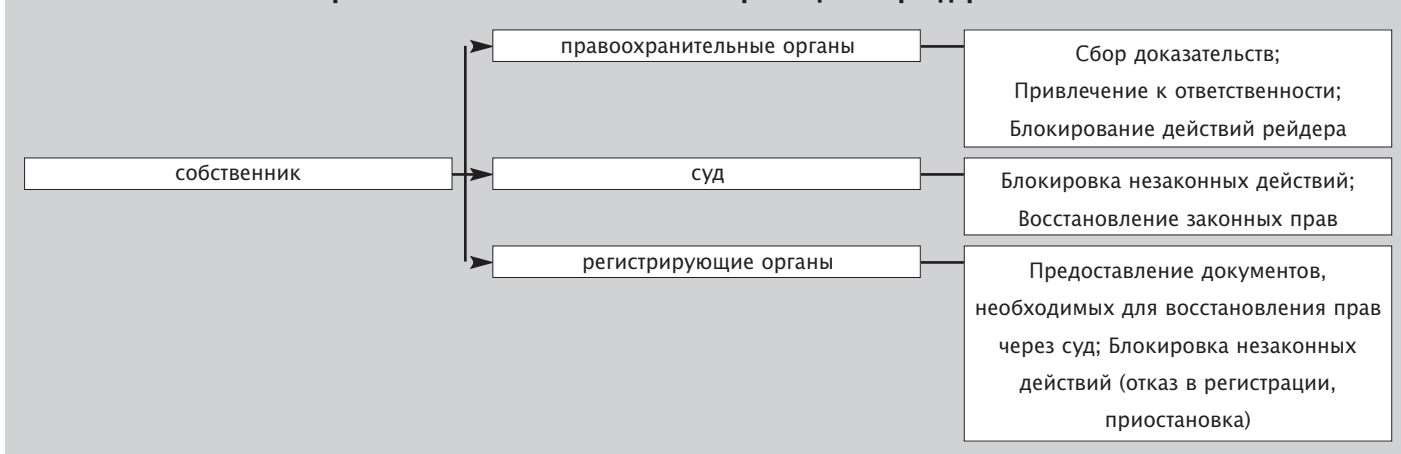 правоохранительные органы
Сбор доказательств;
Привлечение к ответственности;
Блокирование действий рейдера
собственник
суд
Блокировка незаконных действий;
Восстановление законных прав
регистрирующие органы
Предоставление документов,
необходимых для восстановления прав
через суд; Блокировка незаконных
действий (отказ в регистрации,
приостановка)